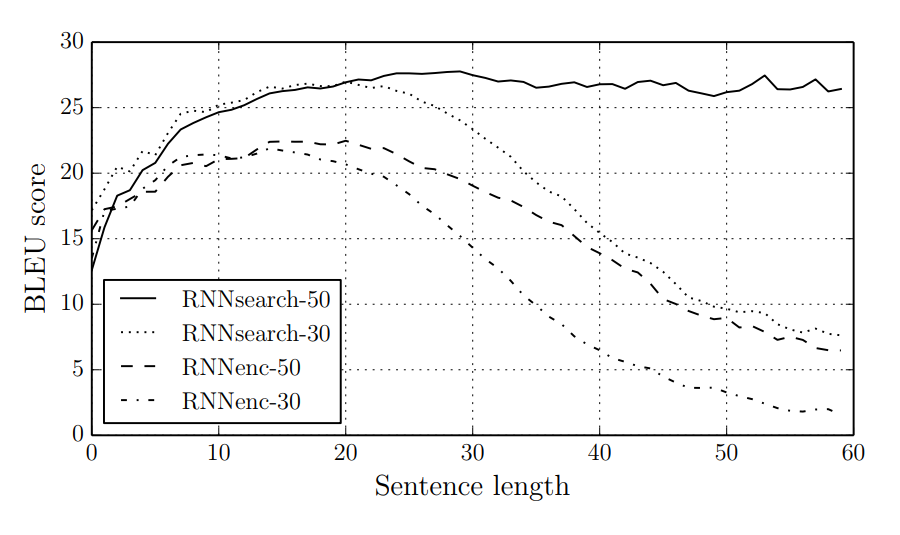 30
25
20
15
10
5
0
BLEU score
RNNsearch-50
RNNsearch-30
RNNenc-50
RNNenc-30
0 10 20 30 40 50 60
Sentence length